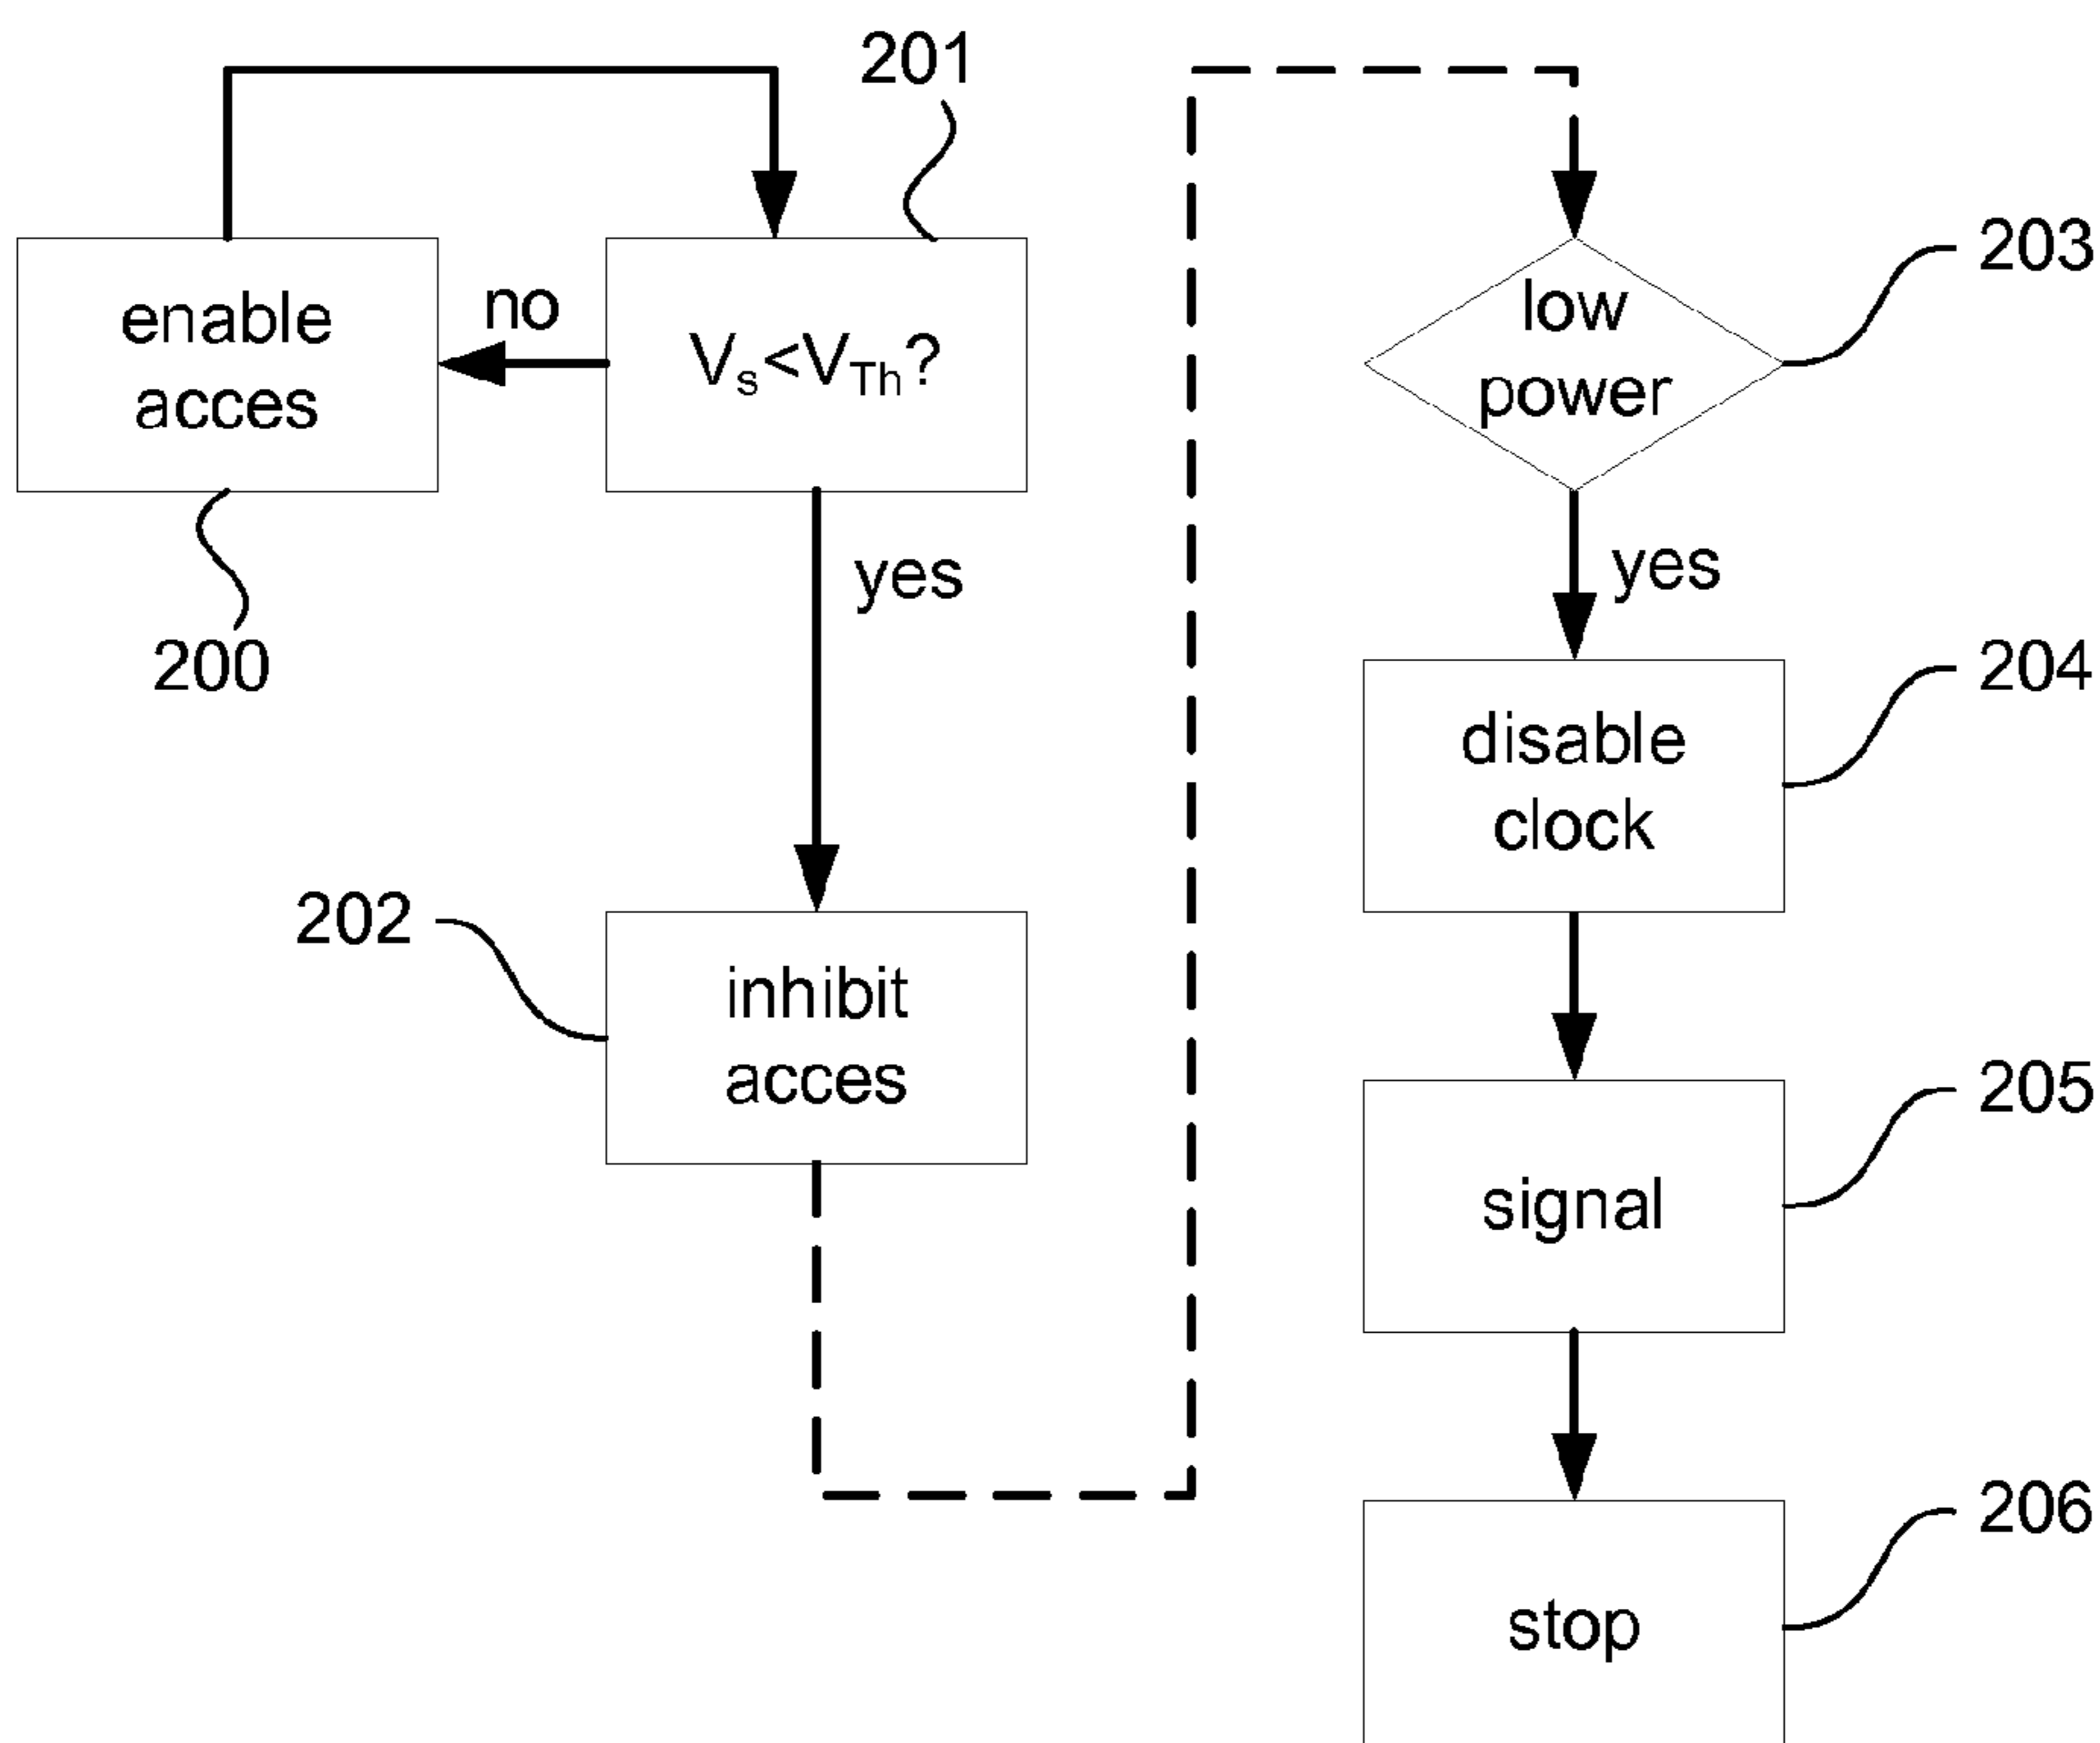 201
enable
acces
no
Vs<VTh?
yes
200
202
inhibit
acces
low
power
203
yes
disable
clock
204
signal
205
stop
206